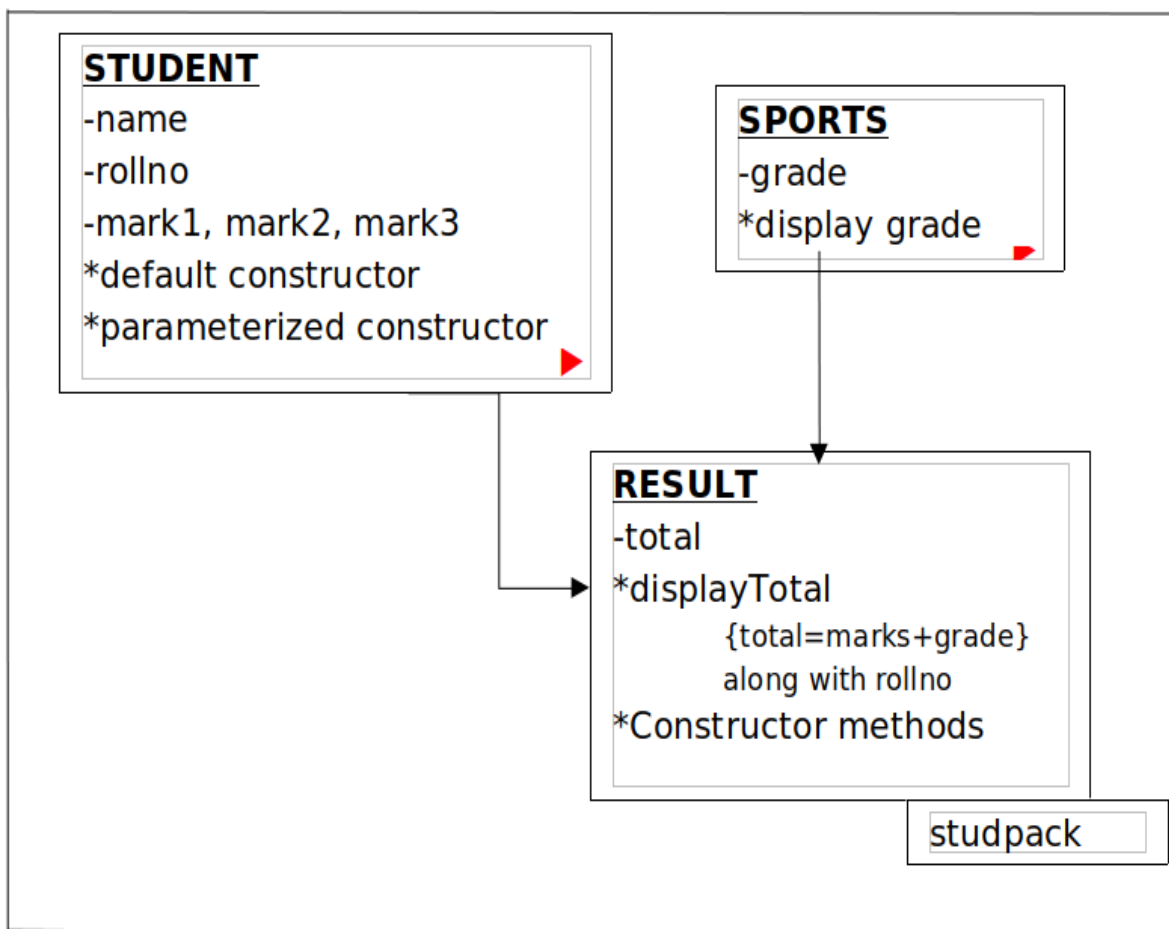 STUDENT
-name
-rollno
-mark1, mark2, mark3
*default constructor
*parameterized constructor
SPORTS
-grade
*display grade
RESULT
-total
*displayTotal
{total=marks+grade}
along with rollno
*Constructor methods
studpack